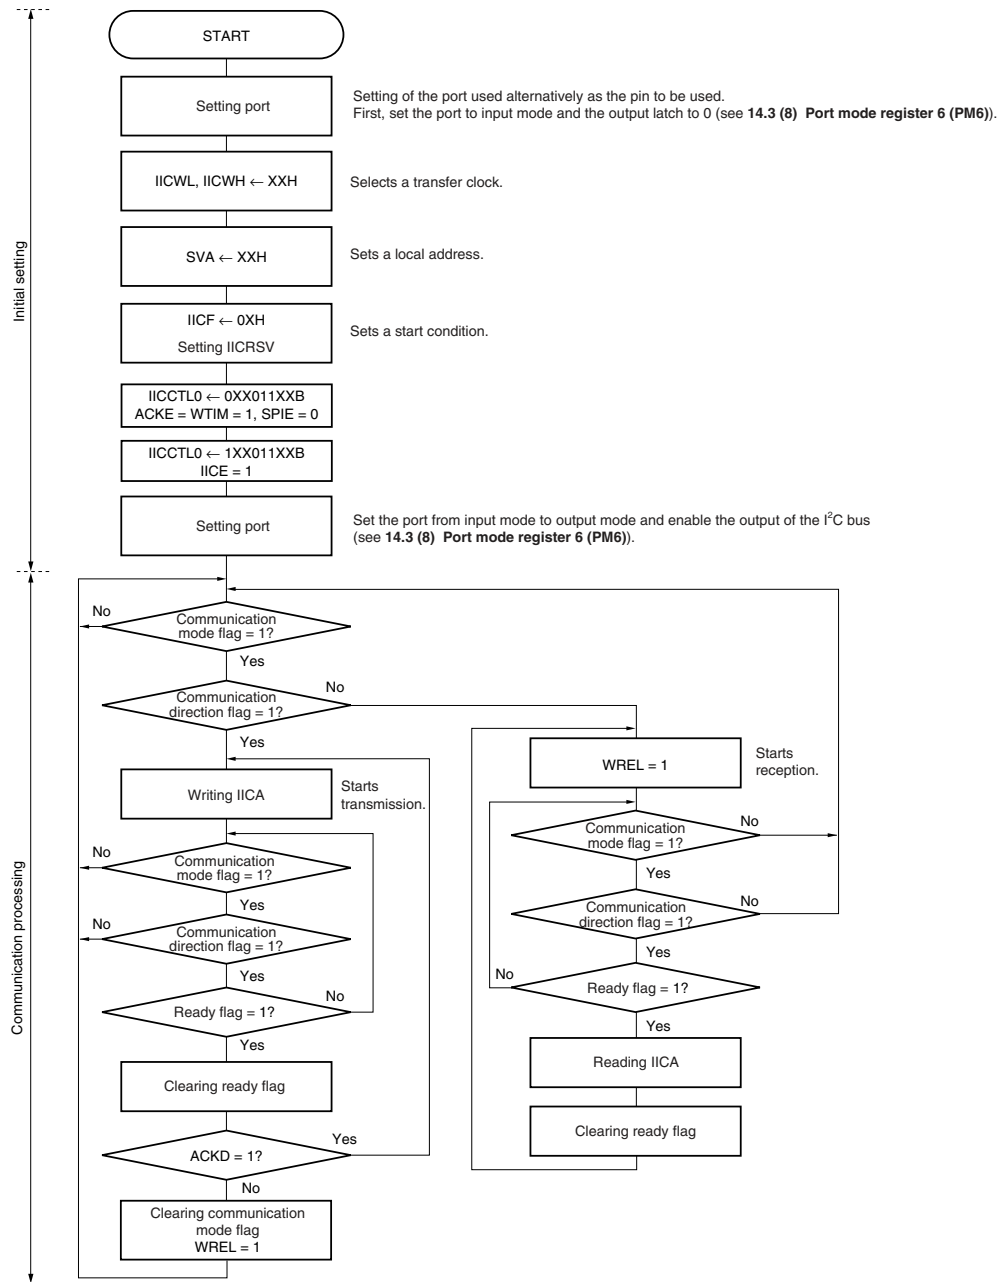 START
Setting port
Setting of the port used alternatively as the pin to be used.
First, set the port to input mode and the output latch to 0 (see 14.3 (8) Port mode register 6 (PM6)).
IICWL, IICWH ← XXH
Selects a transfer clock.
SVA ← XXH
Sets a local address.
IICF ← 0XH
Setting IICRSV
Sets a start condition.
IICCTL0 ← 0XX011XXB
ACKE = WTIM = 1, SPIE = 0
IICCTL0 ← 1XX011XXB
IICE = 1
Setting port
Set the port from input mode to output mode and enable the output of the I²C bus
(see 14.3 (8) Port mode register 6 (PM6)).
Initial setting
No
Communication
mode flag = 1?
Yes
No
Communication
direction flag = 1?
Yes
Writing IICA
Starts
transmission.
No
Communication
mode flag = 1?
Yes
No
Communication
direction flag = 1?
Yes
No
Ready flag = 1?
Yes
Clearing ready flag
Yes
ACKD = 1?
No
Clearing communication
mode flag
WREL = 1
WREL = 1
Starts
reception.
No
Communication
mode flag = 1?
Yes
No
Communication
direction flag = 1?
Yes
No
Ready flag = 1?
Yes
Reading IICA
Clearing ready flag
Communication processing